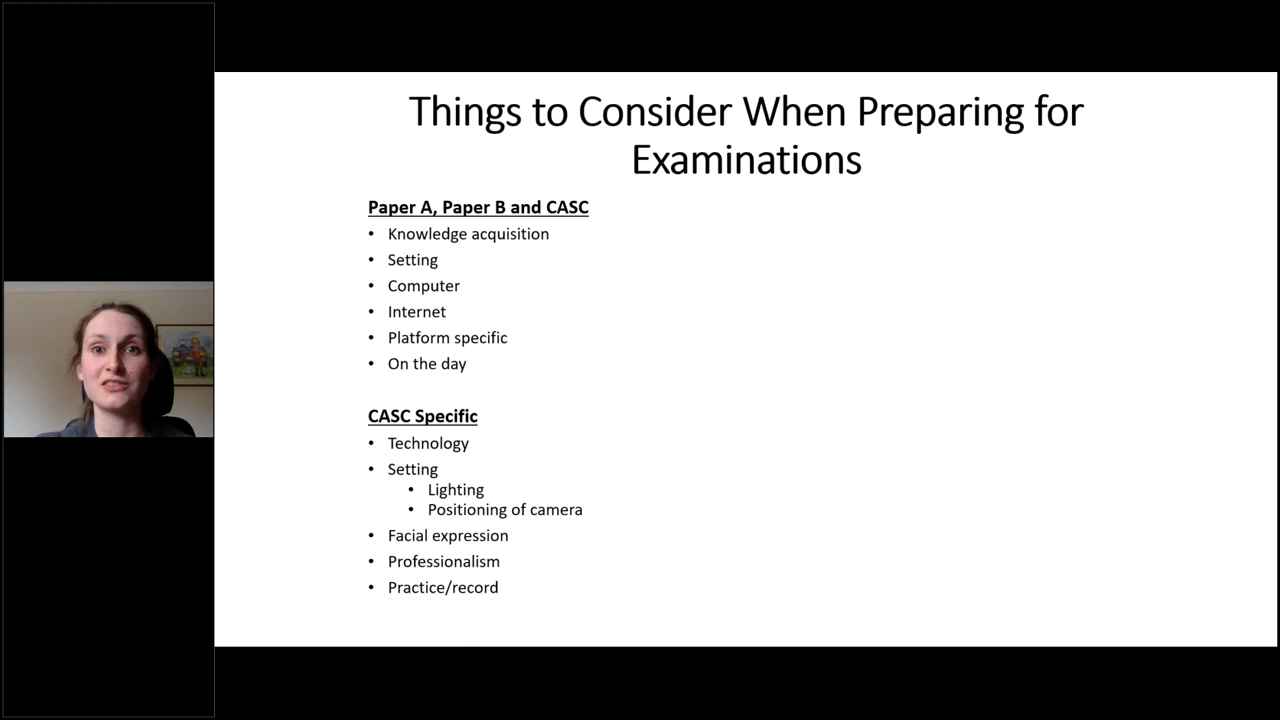 Things to Consider When Preparing for
Examinations
Paper A, Paper B and CASC
• Knowledge acquisition
• Setting
• Computer
• Internet
• Platform specific
• On the day
CASC Specific
• Technology
• Setting
• Lighting
• Positioning of camera
• Facial expression
• Professionalism
• Practice/record